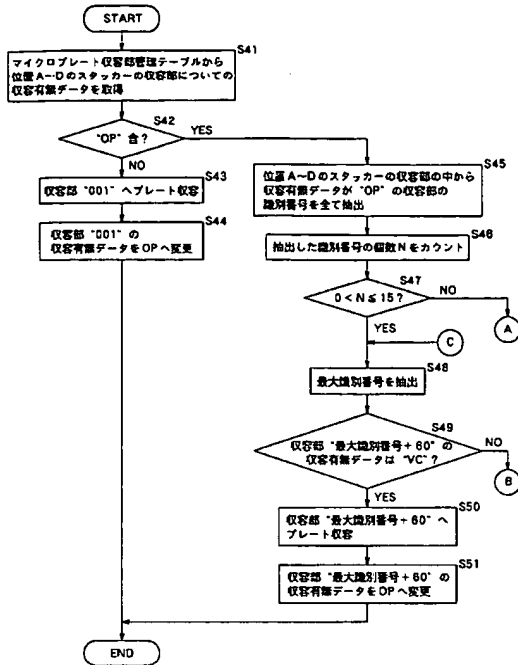 START
S41
マイクロプレート収容部管理テーブルから
位置A~Dのスタッカーの収容部についての
収容有無データを取得
S42
"OP" 含?
YES
NO
S43
収容部 "001" へプレート収容
S44
収容部 "001" の
収容有無データをOPへ変更
S45
位置A~Dのスタッカーの収容部の中から
収容有無データが "OP" の収容部の
識別番号を全て抽出
S46
抽出した識別番号の個数Nをカウント
S47
0 < N ≦ 15 ?
NO
A
YES
C
S48
最大識別番号を抽出
S49
収容部 "最大識別番号+60" の
収容有無データは "VC" ?
NO
B
YES
S50
収容部 "最大識別番号+60" へ
プレート収容
S51
収容部 "最大識別番号+60" の
収容有無データをOPへ変更
END